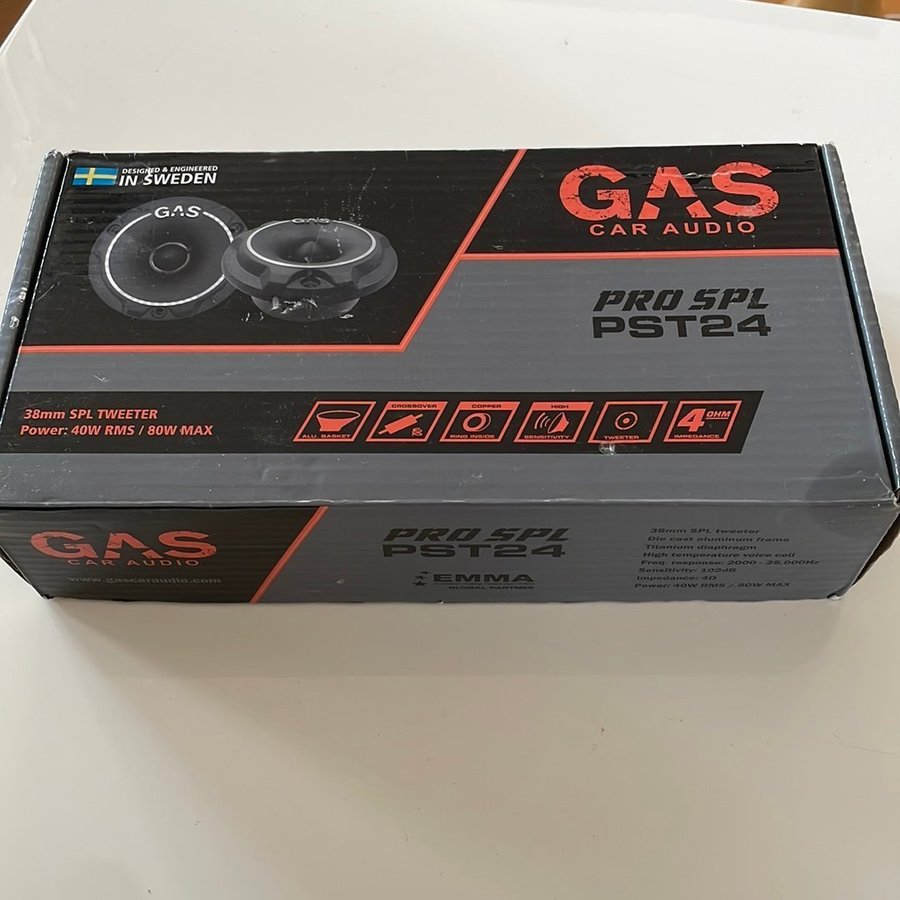 DESIGNED & ENGINEERED
IN SWEDEN
GAS
GAS
GAS
CAR AUDIO
PRO SPL
PST24
38mm SPL TWEETER
Power: 40W RMS / 80W MAX
ALU. BASKET
CROSSOVER
COPPER
RING INSIDE
HIGH
SENSITIVITY
TWEETER
4 OHM
IMPEDANCE
GAS
CAR AUDIO
www.gascaraudio.com
PRO SPL
PST24
EMMA
GLOBAL PARTNER
38mm SPL tweeter
Die cast aluminum frame
Titanium diaphragm
High temperature voice coil
Freq. response: 2000 - 25,000Hz
Sensitivity: 102dB
Impedance: 4Ω
Power: 40W RMS / 80W MAX